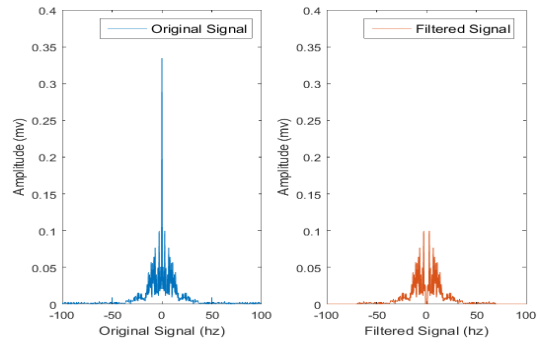 Original Signal
Amplitude (mv)
0.4
0.35
0.3
0.25
0.2
0.15
0.1
0.05
0
-100 -50 0 50 100
Original Signal (hz)
Filtered Signal
Amplitude (mv)
0.4
0.35
0.3
0.25
0.2
0.15
0.1
0.05
0
-100 -50 0 50 100
Filtered Signal (hz)